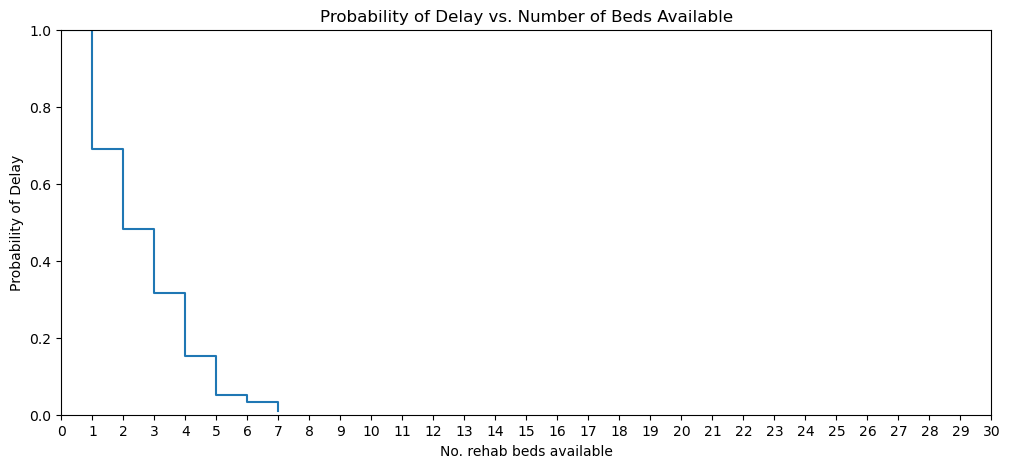 Probability of Delay vs. Number of Beds Available
1.0
0.8
0.6
0.4
0.2
0.0
Probability of Delay
0 1 2 3 4 5 6 7 8 9 10 11 12 13 14 15 16 17 18 19 20 21 22 23 24 25 26 27 28 29 30
No. rehab beds available